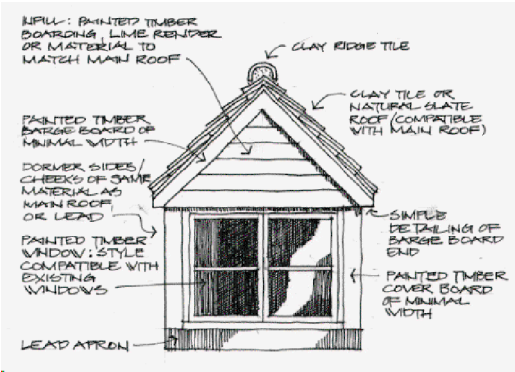 INFILL: PAINTED TIMBER
BOARDING, LIME RENDER
OR MATERIAL TO
MATCH MAIN ROOF
CLAY RIDGE TILE
CLAY TILE OR
NATURAL SLATE
ROOF (COMPATIBLE
WITH MAIN ROOF)
PAINTED TIMBER
BARGE BOARD OF
MINIMAL WIDTH
DORMER SIDES/
CHEEKS OF SAME
MATERIAL AS
MAIN ROOF,
OR LEAD
SIMPLE
DETAILING OF
BARGE BOARD
END
PAINTED TIMBER
WINDOW: STYLE
COMPATIBLE WITH
EXISTING
WINDOWS
PAINTED TIMBER
COVER BOARD
OF MINIMAL
WIDTH
LEAD APRON